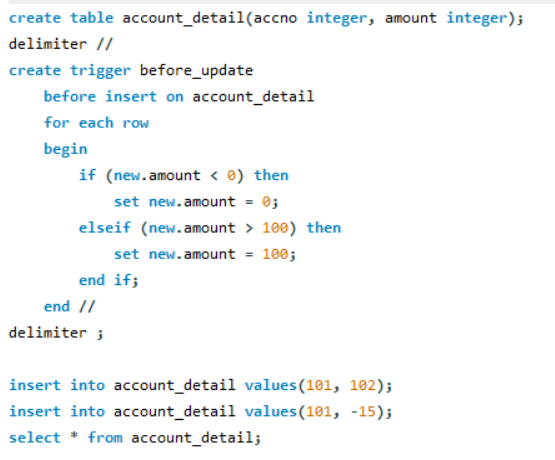 create table account_detail(accno integer, amount integer);
delimiter //
create trigger before_update
    before insert on account_detail
    for each row
    begin
        if (new.amount < 0) then
            set new.amount = 0;
        elseif (new.amount > 100) then
            set new.amount = 100;
        end if;
    end //
delimiter ;

insert into account_detail values(101, 102);
insert into account_detail values(101, -15);
select * from account_detail;